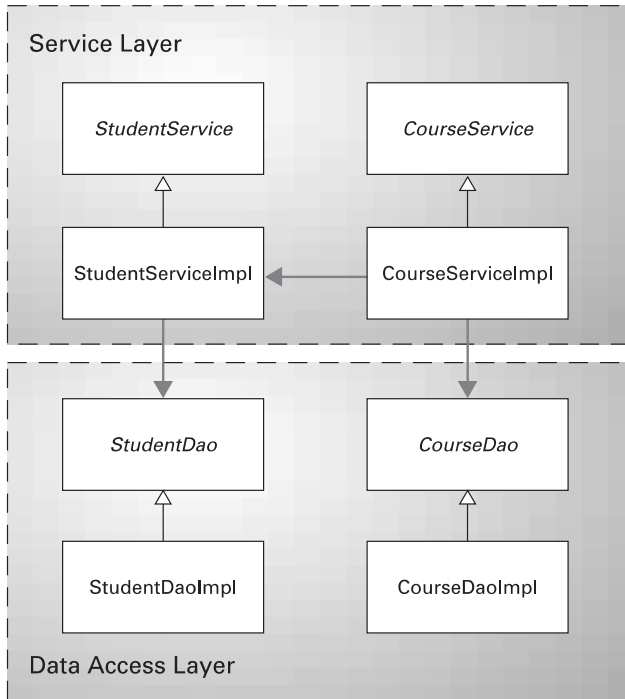 Service Layer
StudentService
CourseService
StudentServiceImpl
CourseServiceImpl
StudentDao
CourseDao
StudentDaoImpl
CourseDaoImpl
Data Access Layer